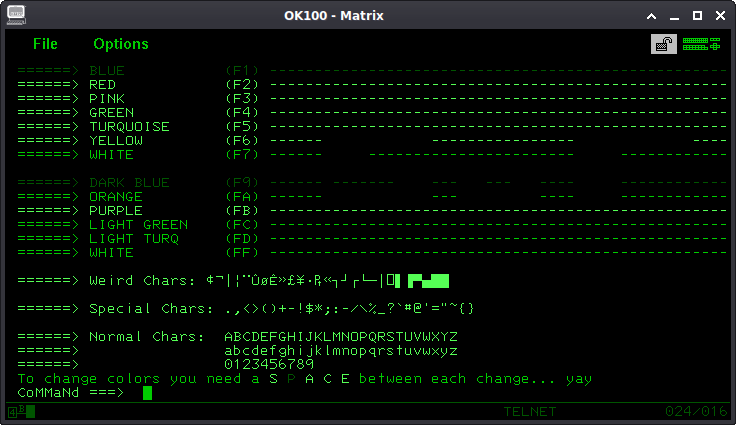 OK100 - Matrix
File Options
======> BLUE (F1) ----------------------------------------------------
======> RED (F2) ----------------------------------------------------
======> PINK (F3) ----------------------------------------------------
======> GREEN (F4) ----------------------------------------------------
======> TURQUOISE (F5) ----------------------------------------------------
======> YELLOW (F6) ------ ---------------- ----
======> WHITE (F7) ------ ---------------- ------------
======> DARK BLUE (F9) ------ ------- --- --- ---- ------------
======> ORANGE (FA) --------------- --- ------------
======> PURPLE (FB) ----------------------------------------------------
======> LIGHT GREEN (FC) ----------------------------------------------------
======> LIGHT TURQ (FD) ----------------------------------------------------
======> WHITE (FF) ----------------------------------------------------
======> Weird Chars: ¢¬|¦¨ÛøÊ»£¥·₧«┐┘┌└─│
======> Special Chars: .,<>()+-!$*;:-/\%_?`#@'="~{}
======> Normal Chars: ABCDEFGHIJKLMNOPQRSTUVWXYZ
======> abcdefghijklmnopqrstuvwxyz
======> 0123456789
To change colors you need a S P A C E between each change... yay
CoMMaNd ===>
4B TELNET 024/016